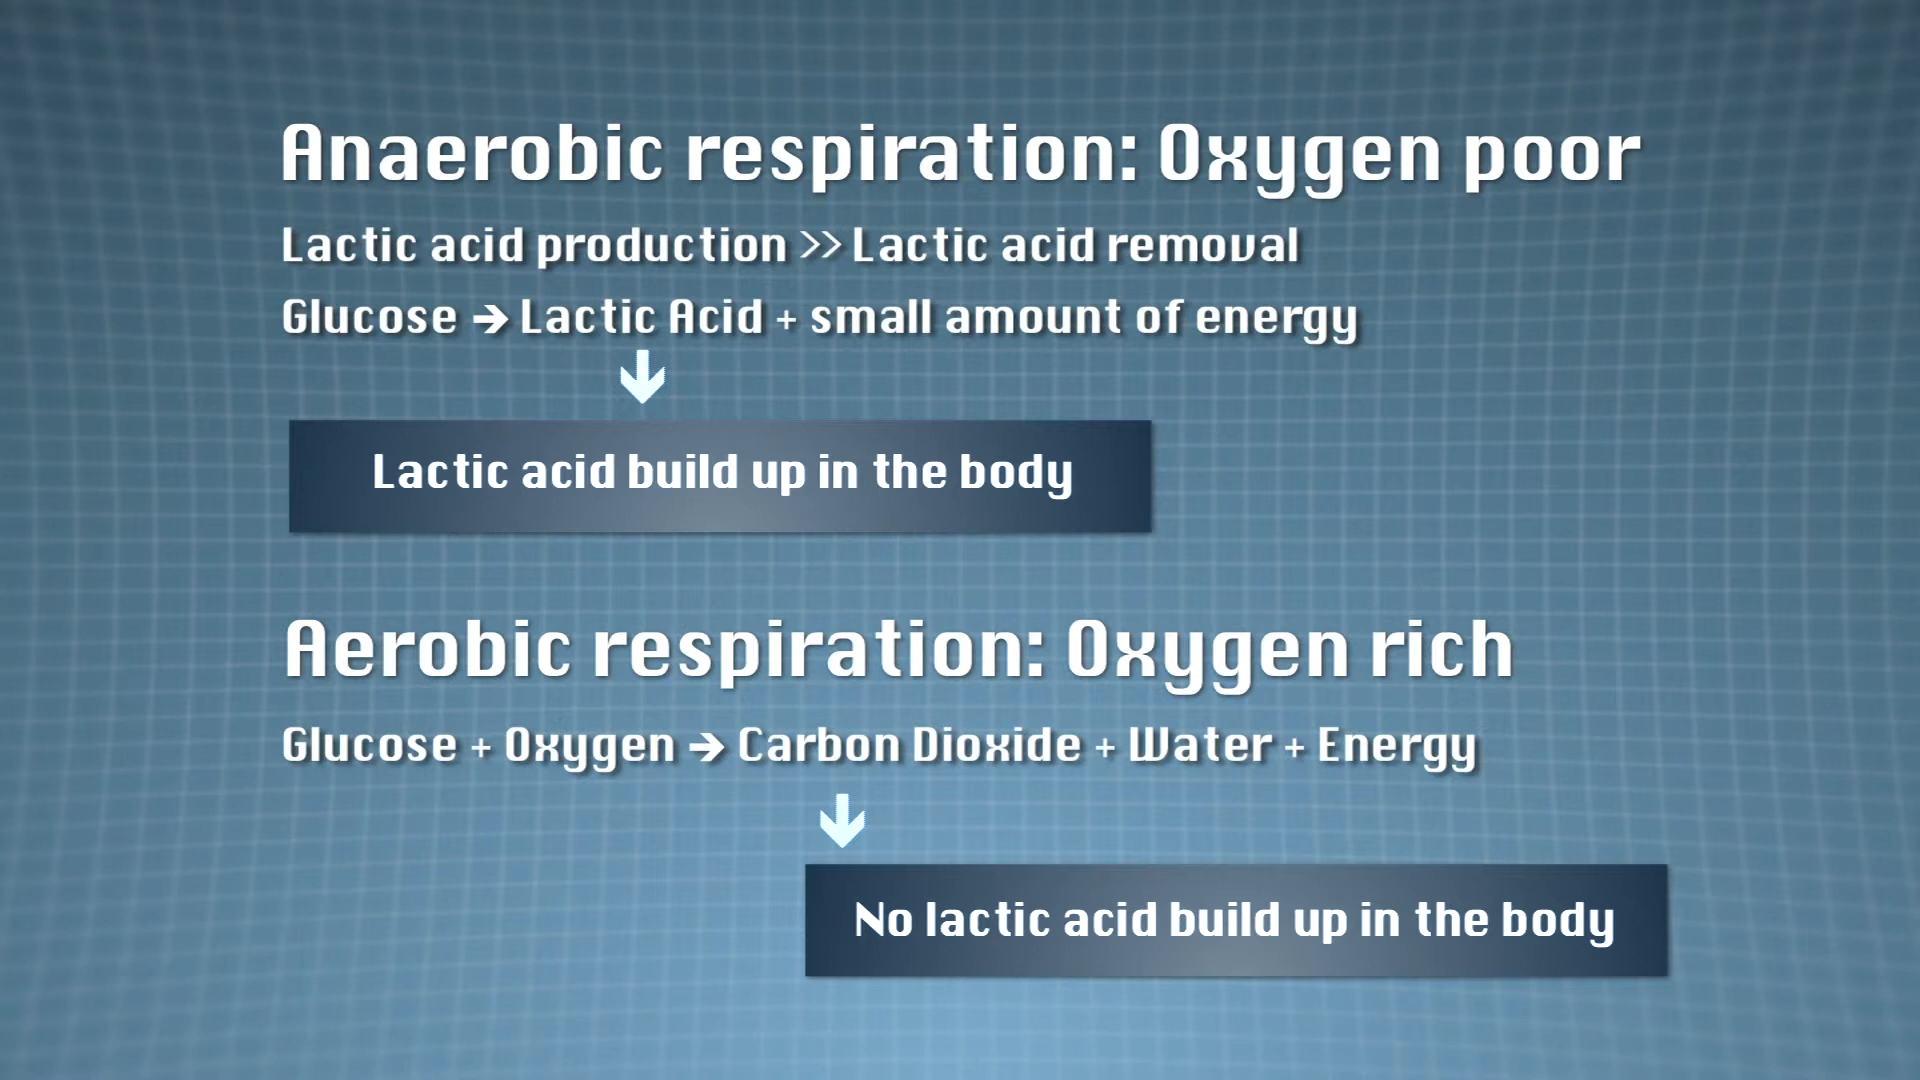 Anaerobic respiration: Oxygen poor
Lactic acid production >> Lactic acid removal
Glucose ➔ Lactic Acid + small amount of energy
Lactic acid build up in the body
Aerobic respiration: Oxygen rich
Glucose + Oxygen ➔ Carbon Dioxide + Water + Energy
No lactic acid build up in the body